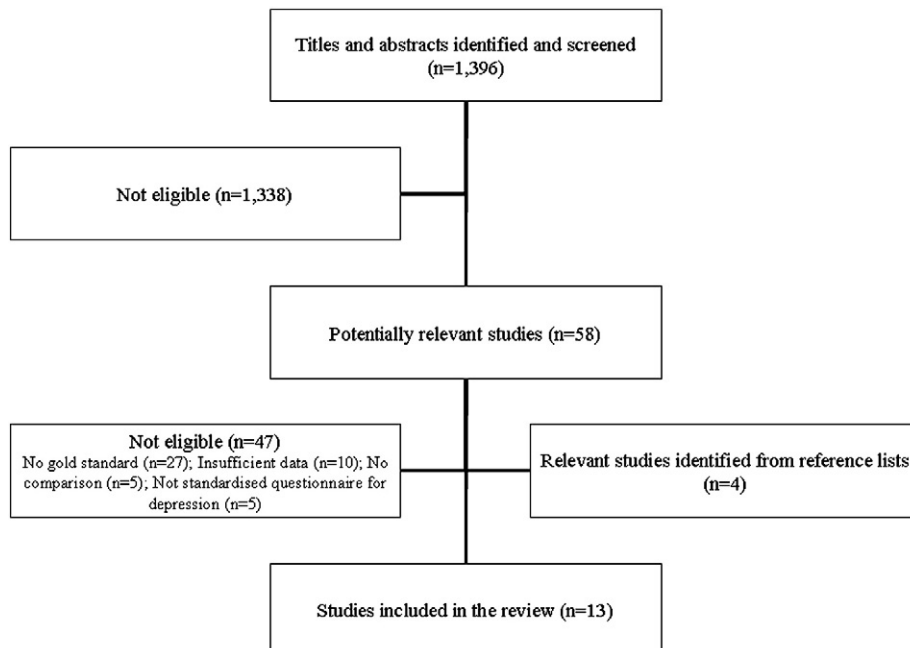 Titles and abstracts identified and screened
(n=1,396)
Not eligible (n=1,338)
Potentially relevant studies (n=58)
Not eligible (n=47)
No gold standard (n=27); Insufficient data (n=10); No
comparison (n=5); Not standardised questionnaire for
depression (n=5)
Relevant studies identified from reference lists
(n=4)
Studies included in the review (n=13)